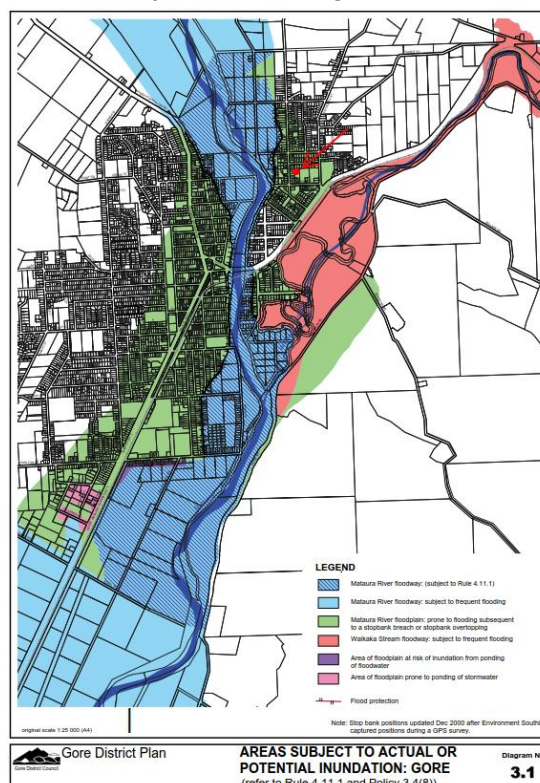 LEGEND
Mataura River floodway: (subject to Rule 4.11.1)
Mataura River floodway: subject to frequent flooding
Mataura River floodplain: prone to flooding subsequent
to a stopbank breach or stopbank overtopping
Waikaka Stream floodway: subject to frequent flooding
Area of floodplain at risk of inundation from ponding
of floodwater
Area of floodplain prone to ponding of stormwater
Flood protection
Note: Stop bank positions updated Dec 2000 after Environment Southl
captured positions during a GPS survey.
original scale 1:25 000 (A4)
Gore District Council
Gore District Plan
AREAS SUBJECT TO ACTUAL OR
POTENTIAL INUNDATION: GORE
(refer to Rule 4.11.1 and Policy 3.4(8))
Diagram N
3.1